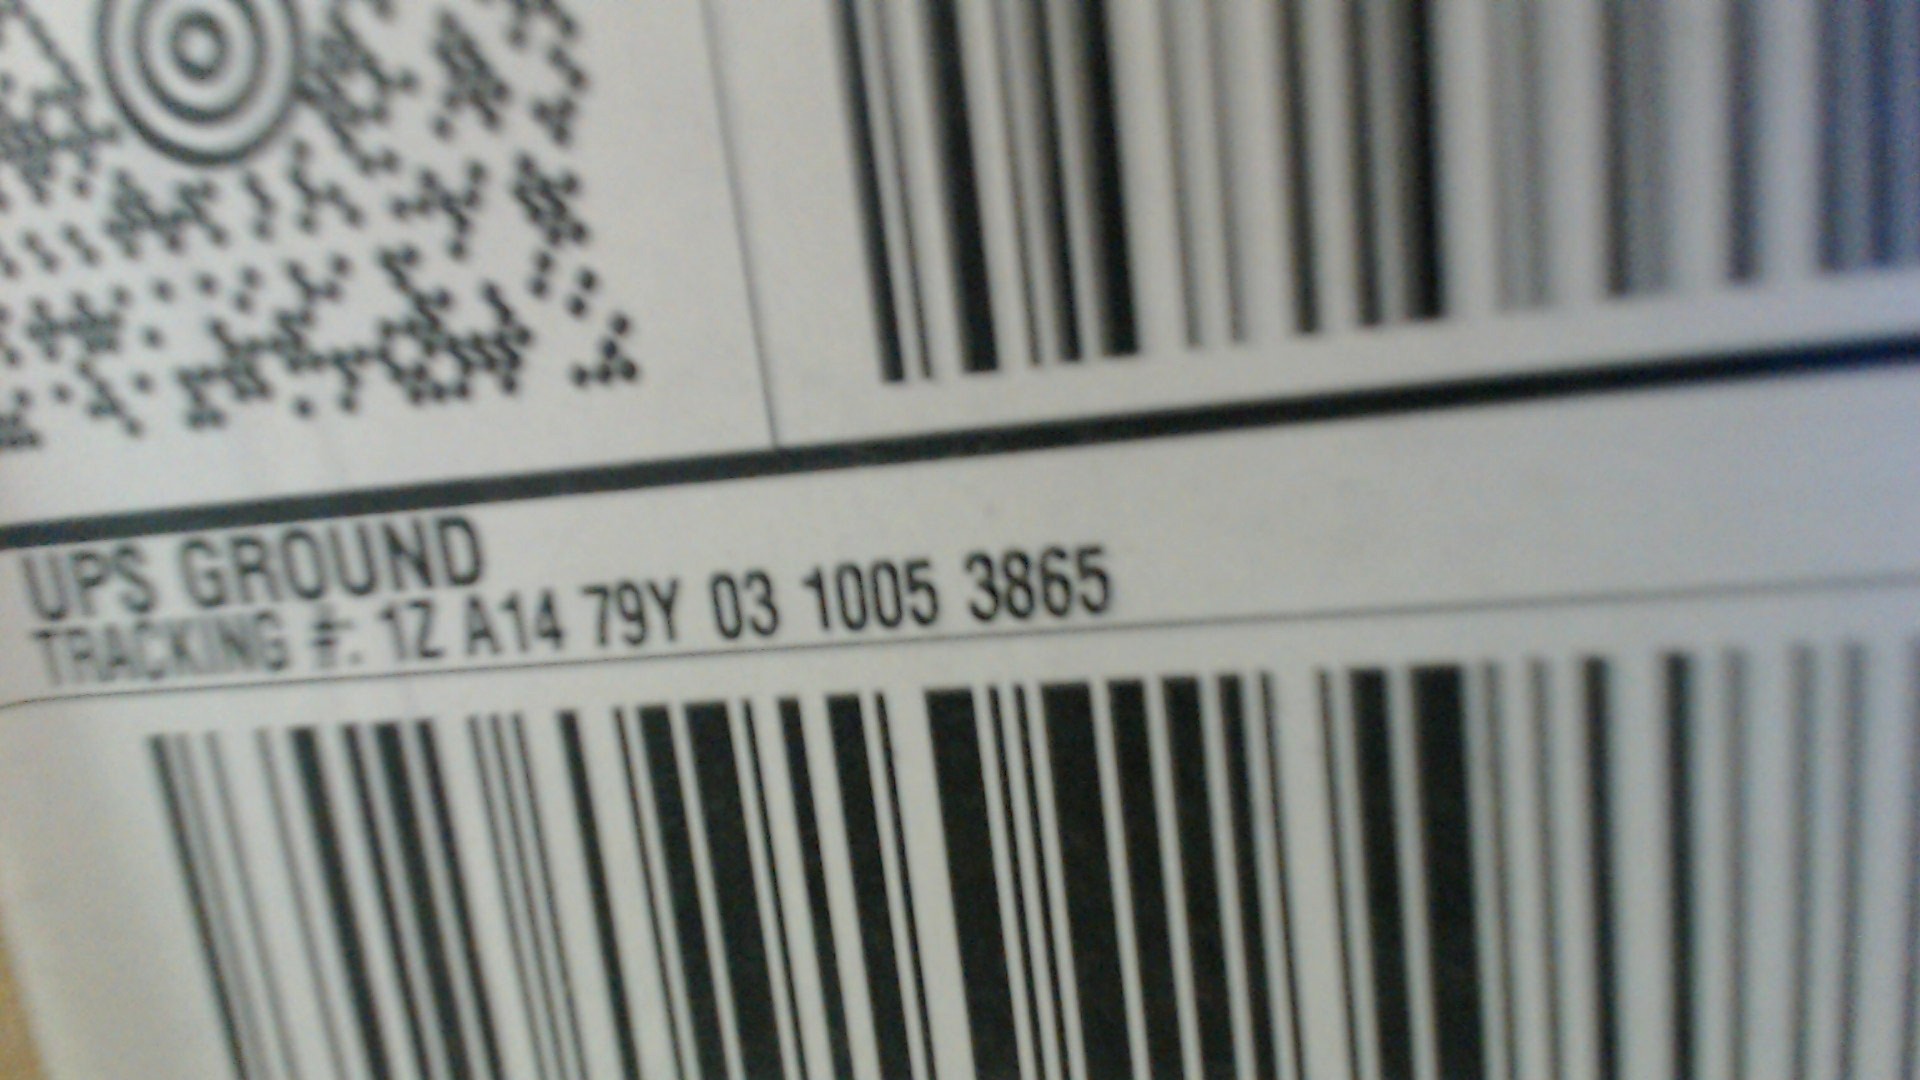 UPS GROUND
TRACKING #: 1Z A14 79Y 03 1005 3865